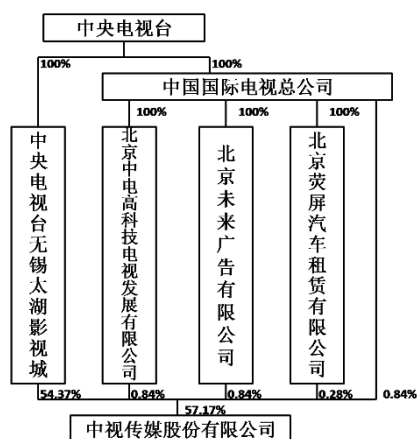 中央电视台
100%
100%
中国国际电视总公司
100%
100%
100%
中央电视台无锡太湖影视城
北京中电高科技电视发展有限公司
北京未来广告有限公司
北京荧屏汽车租赁有限公司
54.37%
0.84%
0.84%
0.28%
0.84%
57.17%
中视传媒股份有限公司